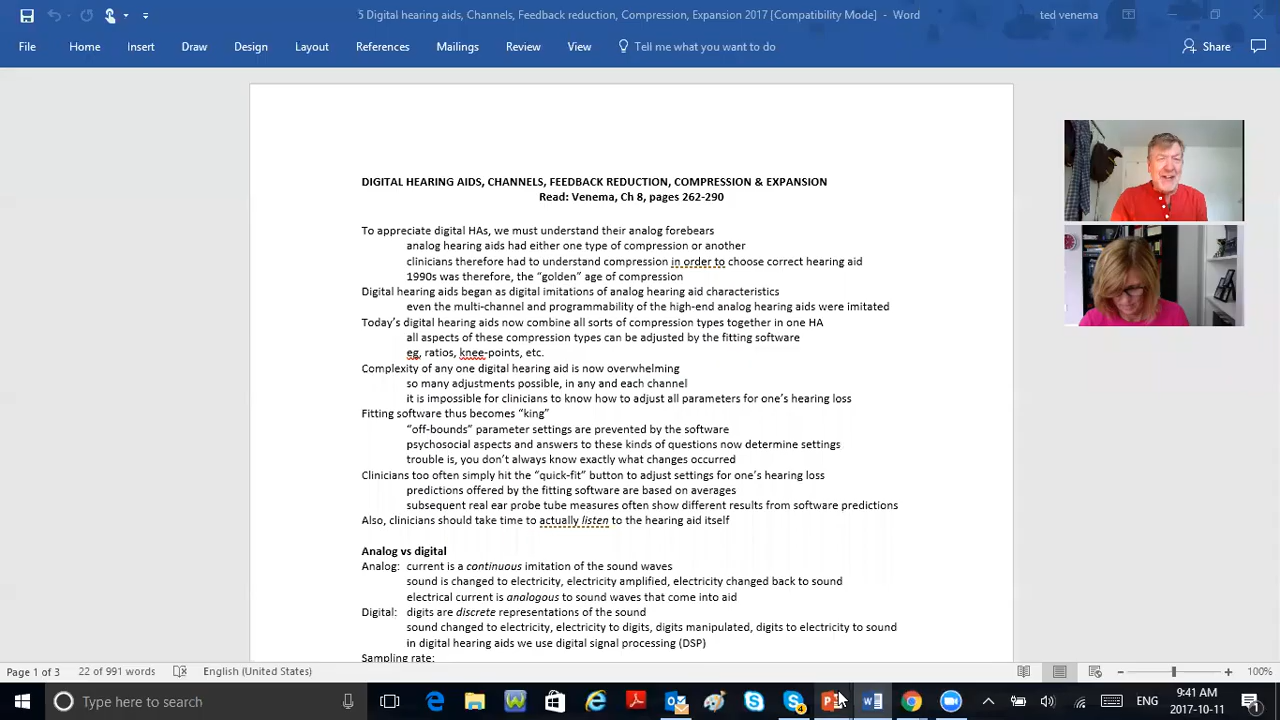 5 Digital hearing aids, Channels, Feedback reduction, Compression, Expansion 2017 [Compatibility Mode] - Word
ted venema
File Home Insert Draw Design Layout References Mailings Review View Tell me what you want to do Share
DIGITAL HEARING AIDS, CHANNELS, FEEDBACK REDUCTION, COMPRESSION & EXPANSION
Read: Venema, Ch 8, pages 262-290
To appreciate digital HAs, we must understand their analog forebears
analog hearing aids had either one type of compression or another
clinicians therefore had to understand compression in order to choose correct hearing aid
1990s was therefore, the “golden” age of compression
Digital hearing aids began as digital imitations of analog hearing aid characteristics
even the multi-channel and programmability of the high-end analog hearing aids were imitated
Today’s digital hearing aids now combine all sorts of compression types together in one HA
all aspects of these compression types can be adjusted by the fitting software
eg, ratios, knee-points, etc.
Complexity of any one digital hearing aid is now overwhelming
so many adjustments possible, in any and each channel
it is impossible for clinicians to know how to adjust all parameters for one’s hearing loss
Fitting software thus becomes “king”
“off-bounds” parameter settings are prevented by the software
psychosocial aspects and answers to these kinds of questions now determine settings
trouble is, you don’t always know exactly what changes occurred
Clinicians too often simply hit the “quick-fit” button to adjust settings for one’s hearing loss
predictions offered by the fitting software are based on averages
subsequent real ear probe tube measures often show different results from software predictions
Also, clinicians should take time to actually listen to the hearing aid itself
Analog vs digital
Analog: current is a continuous imitation of the sound waves
sound is changed to electricity, electricity amplified, electricity changed back to sound
electrical current is analogous to sound waves that come into aid
Digital: digits are discrete representations of the sound
sound changed to electricity, electricity to digits, digits manipulated, digits to electricity to sound
in digital hearing aids we use digital signal processing (DSP)
Sampling rate:
Page 1 of 3 22 of 991 words English (United States) 100%
Type here to search ENG 9:41 AM
2017-10-11